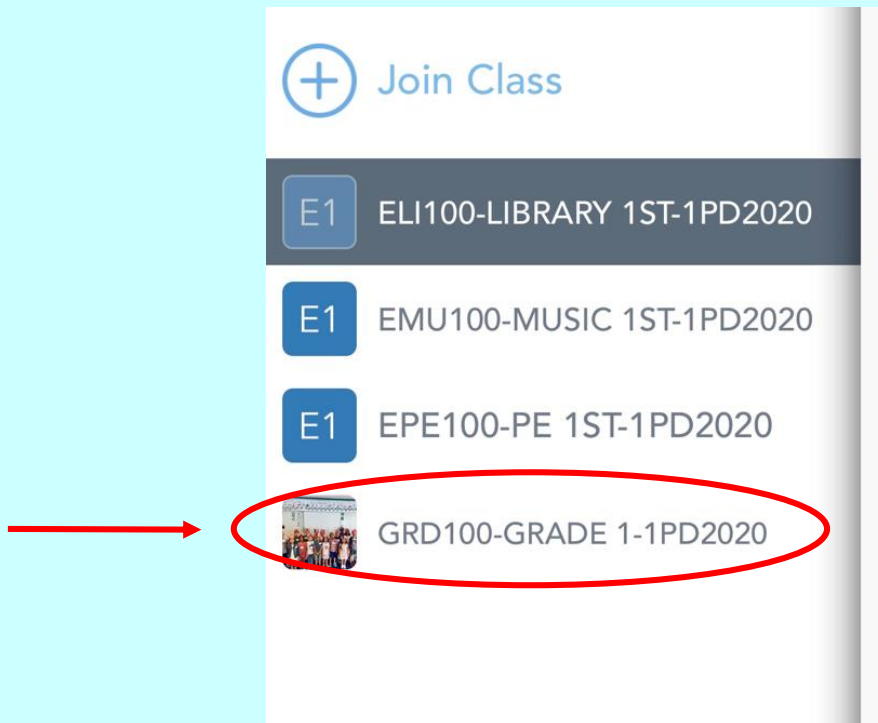 Join Class
E1 ELI100-LIBRARY 1ST-1PD2020
E1 EMU100-MUSIC 1ST-1PD2020
E1 EPE100-PE 1ST-1PD2020
GRD100-GRADE 1-1PD2020